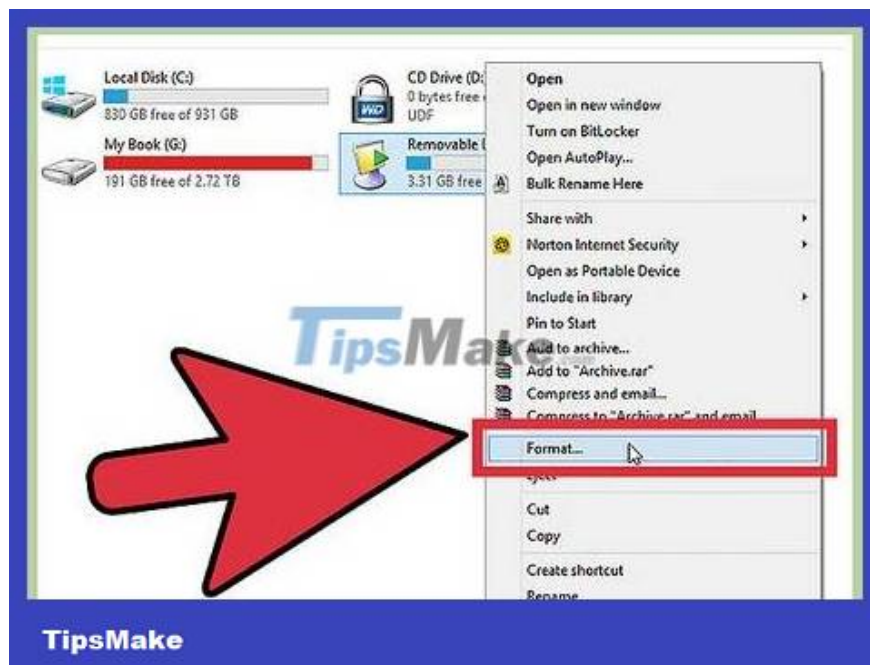 Local Disk (C:)
830 GB free of 931 GB
My Book (G:)
191 GB free of 2.72 TB
CD Drive (D:
0 bytes free
UDF
WD
Removable
3.31 GB free
Open
Open in new window
Turn on BitLocker
Open AutoPlay...
Bulk Rename Here
Share with
Norton Internet Security
Open as Portable Device
Include in library
Pin to Start
Add to archive...
Add to "Archive.rar"
Compress and email...
Compress to "Archive.rar" and email
Format...
Eject
Cut
Copy
Create shortcut
Rename
TipsMake
TipsMake